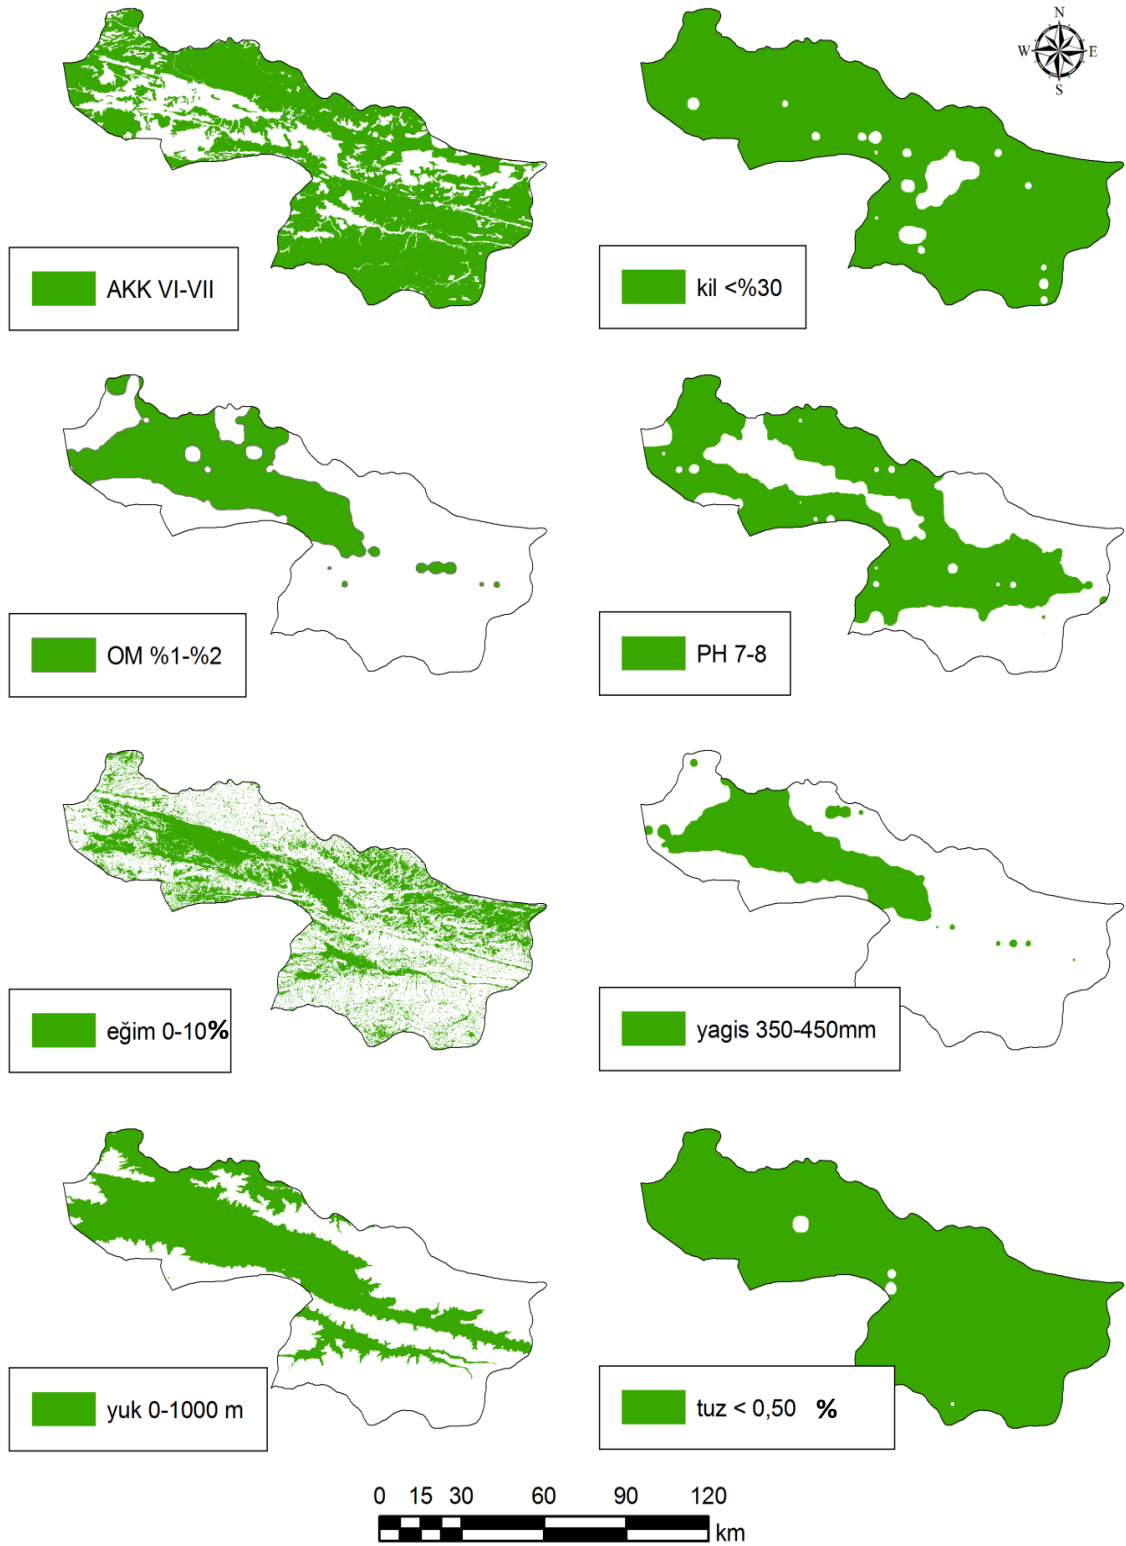 N
W E
S
AKK VI-VII
kil <%30
OM %1-%2
PH 7-8
eğim 0-10%
yagis 350-450mm
yuk 0-1000 m
tuz < 0,50 %
0 15 30 60 90 120
km